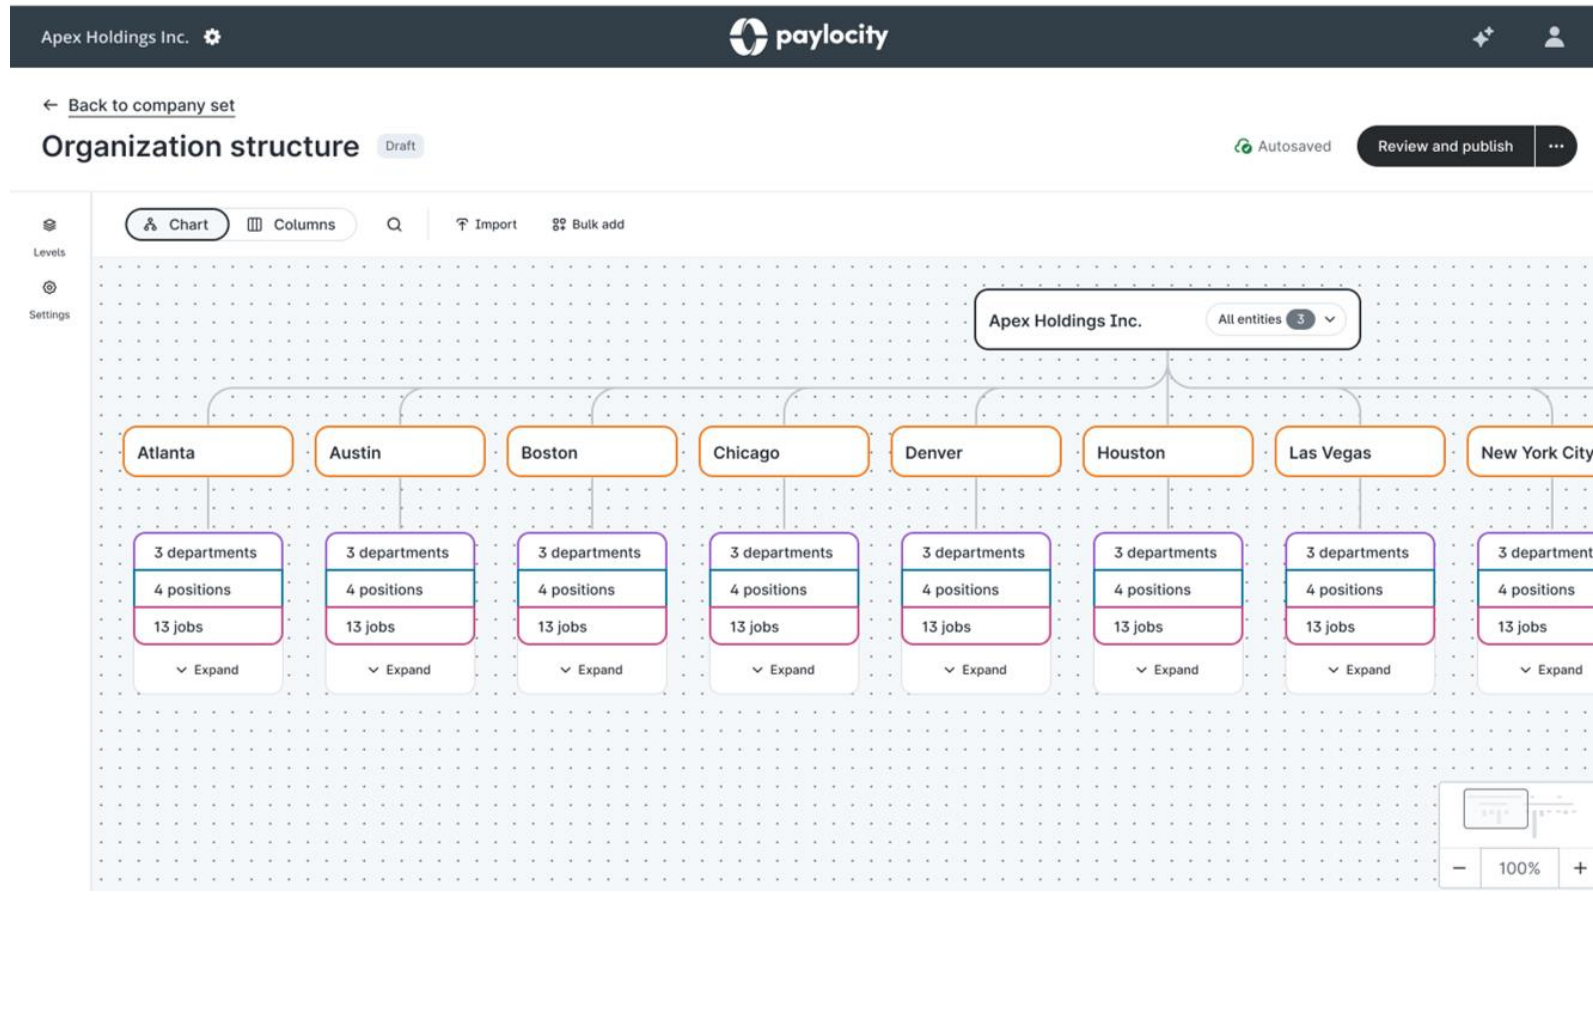 Apex Holdings Inc.
paylocity
Back to company set
Organization structure
Draft
Autosaved
Review and publish
Levels
Settings
Chart
Columns
Import
Bulk add
Apex Holdings Inc.
All entities 3
Atlanta
Austin
Boston
Chicago
Denver
Houston
Las Vegas
New York City
3 departments
4 positions
13 jobs
Expand
3 departments
4 positions
13 jobs
Expand
3 departments
4 positions
13 jobs
Expand
3 departments
4 positions
13 jobs
Expand
3 departments
4 positions
13 jobs
Expand
3 departments
4 positions
13 jobs
Expand
3 departments
4 positions
13 jobs
Expand
3 department
4 positions
13 jobs
Expand
100%